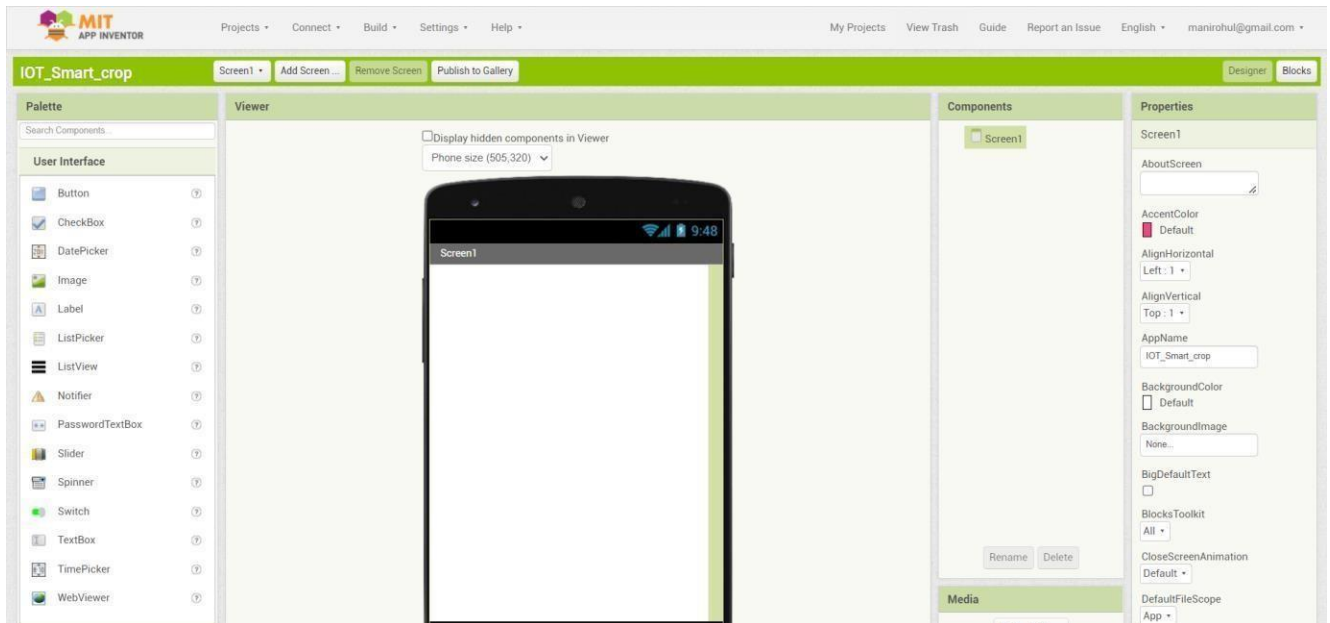 MIT
APP INVENTOR
Projects Connect Build Settings Help My Projects View Trash Guide Report an Issue English manirohul@gmail.com
IOT_Smart_crop Screen1 Add Screen ... Remove Screen Publish to Gallery Designer Blocks
Palette
Search Components...
User Interface
Button
CheckBox
DatePicker
Image
Label
ListPicker
ListView
Notifier
PasswordTextBox
Slider
Spinner
Switch
TextBox
TimePicker
WebViewer
Viewer
Display hidden components in Viewer
Phone size (505,320)
9:48
Screen1
Components
Screen1
Rename Delete
Media
Properties
Screen1
AboutScreen
AccentColor
Default
AlignHorizontal
Left : 1
AlignVertical
Top : 1
AppName
IOT_Smart_crop
BackgroundColor
Default
BackgroundImage
None...
BigDefaultText
BlocksToolkit
All
CloseScreenAnimation
Default
DefaultFileScope
App